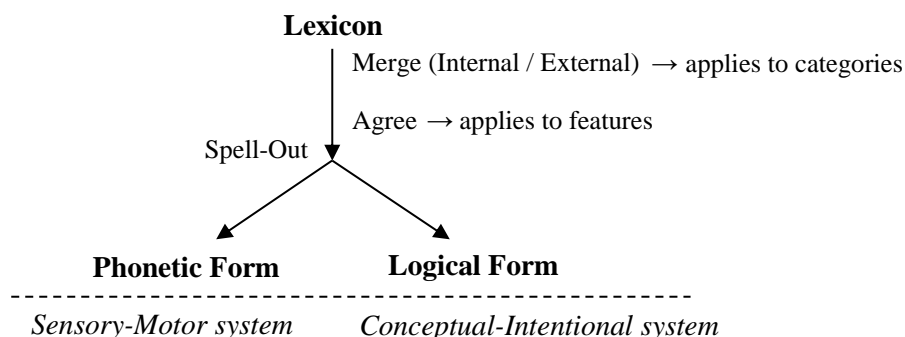 Lexicon
Merge (Internal / External) → applies to categories
Agree → applies to features
Spell-Out
Phonetic Form Logical Form
Sensory-Motor system Conceptual-Intentional system